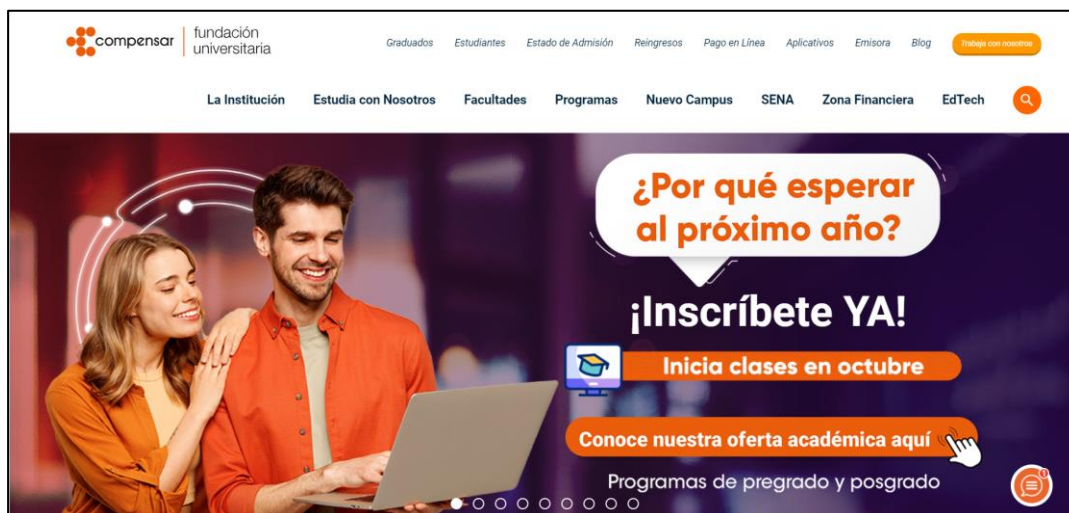 compensar
fundación
universitaria
Graduados Estudiantes Estado de Admisión Reingresos Pago en Línea Aplicativos Emisora Blog Trabaja con nosotros
La Institución Estudia con Nosotros Facultades Programas Nuevo Campus SENA Zona Financiera EdTech
¿Por qué esperar
al próximo año?
¡Inscríbete YA!
Inicia clases en octubre
Conoce nuestra oferta académica aquí
Programas de pregrado y posgrado
1